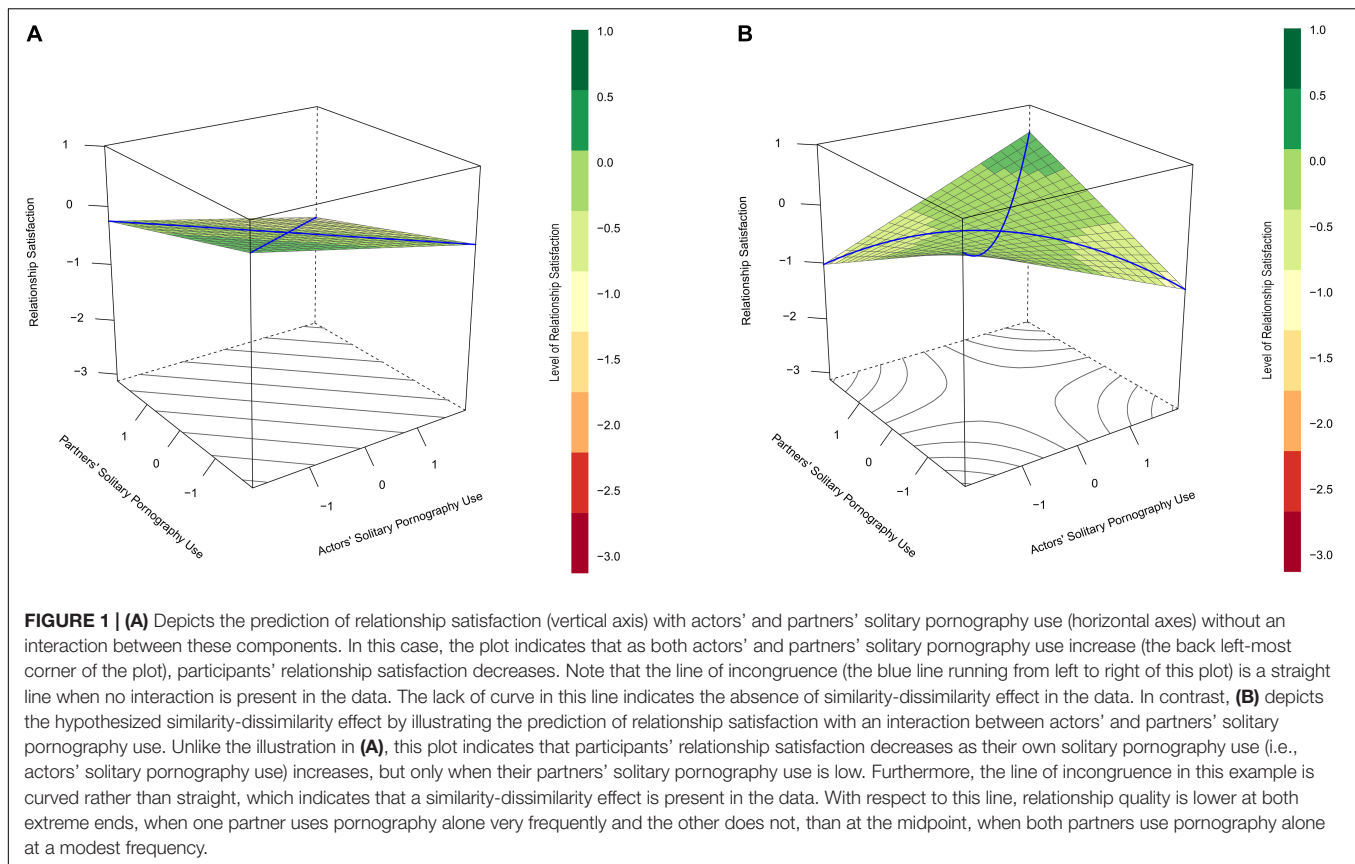 A
1
0
−1
−2
−3
Relationship Satisfaction
1
0
−1
Partners' Solitary Pornography Use
−1
0
1
Actors' Solitary Pornography Use
1.0
0.5
0.0
−0.5
−1.0
−1.5
−2.0
−2.5
−3.0
Level of Relationship Satisfaction
B
1
0
−1
−2
−3
Relationship Satisfaction
1
0
−1
Partners' Solitary Pornography Use
−1
0
1
Actors' Solitary Pornography Use
1.0
0.5
0.0
−0.5
−1.0
−1.5
−2.0
−2.5
−3.0
Level of Relationship Satisfaction
FIGURE 1 | (A) Depicts the prediction of relationship satisfaction (vertical axis) with actors' and partners' solitary pornography use (horizontal axes) without an
interaction between these components. In this case, the plot indicates that as both actors' and partners' solitary pornography use increase (the back left-most
corner of the plot), participants' relationship satisfaction decreases. Note that the line of incongruence (the blue line running from left to right of this plot) is a straight
line when no interaction is present in the data. The lack of curve in this line indicates the absence of similarity-dissimilarity effect in the data. In contrast, (B) depicts
the hypothesized similarity-dissimilarity effect by illustrating the prediction of relationship satisfaction with an interaction between actors' and partners' solitary
pornography use. Unlike the illustration in (A), this plot indicates that participants' relationship satisfaction decreases as their own solitary pornography use (i.e.,
actors' solitary pornography use) increases, but only when their partners' solitary pornography use is low. Furthermore, the line of incongruence in this example is
curved rather than straight, which indicates that a similarity-dissimilarity effect is present in the data. With respect to this line, relationship quality is lower at both
extreme ends, when one partner uses pornography alone very frequently and the other does not, than at the midpoint, when both partners use pornography alone
at a modest frequency.